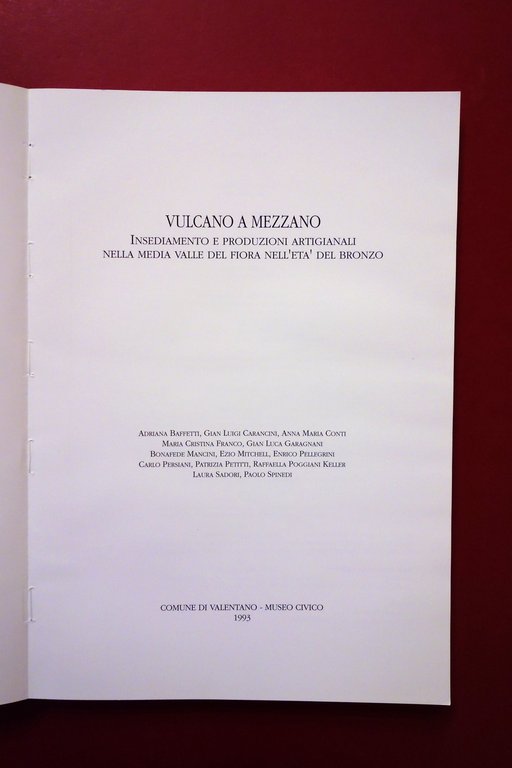 VULCANO A MEZZANO
INSEDIAMENTO E PRODUZIONI ARTIGIANALI
NELLA MEDIA VALLE DEL FIORA NELL'ETA' DEL BRONZO
ADRIANA BAFFETTI, GIAN LUIGI CARANCINI, ANNA MARIA CONTI
MARIA CRISTINA FRANCO, GIAN LUCA GARAGNANI
BONAFEDE MANCINI, EZIO MITCHELL, ENRICO PELLEGRINI
CARLO PERSIANI, PATRIZIA PETITTI, RAFFAELLA POGGIANI KELLER
LAURA SADORI, PAOLO SPINEDI
COMUNE DI VALENTANO - MUSEO CIVICO
1993